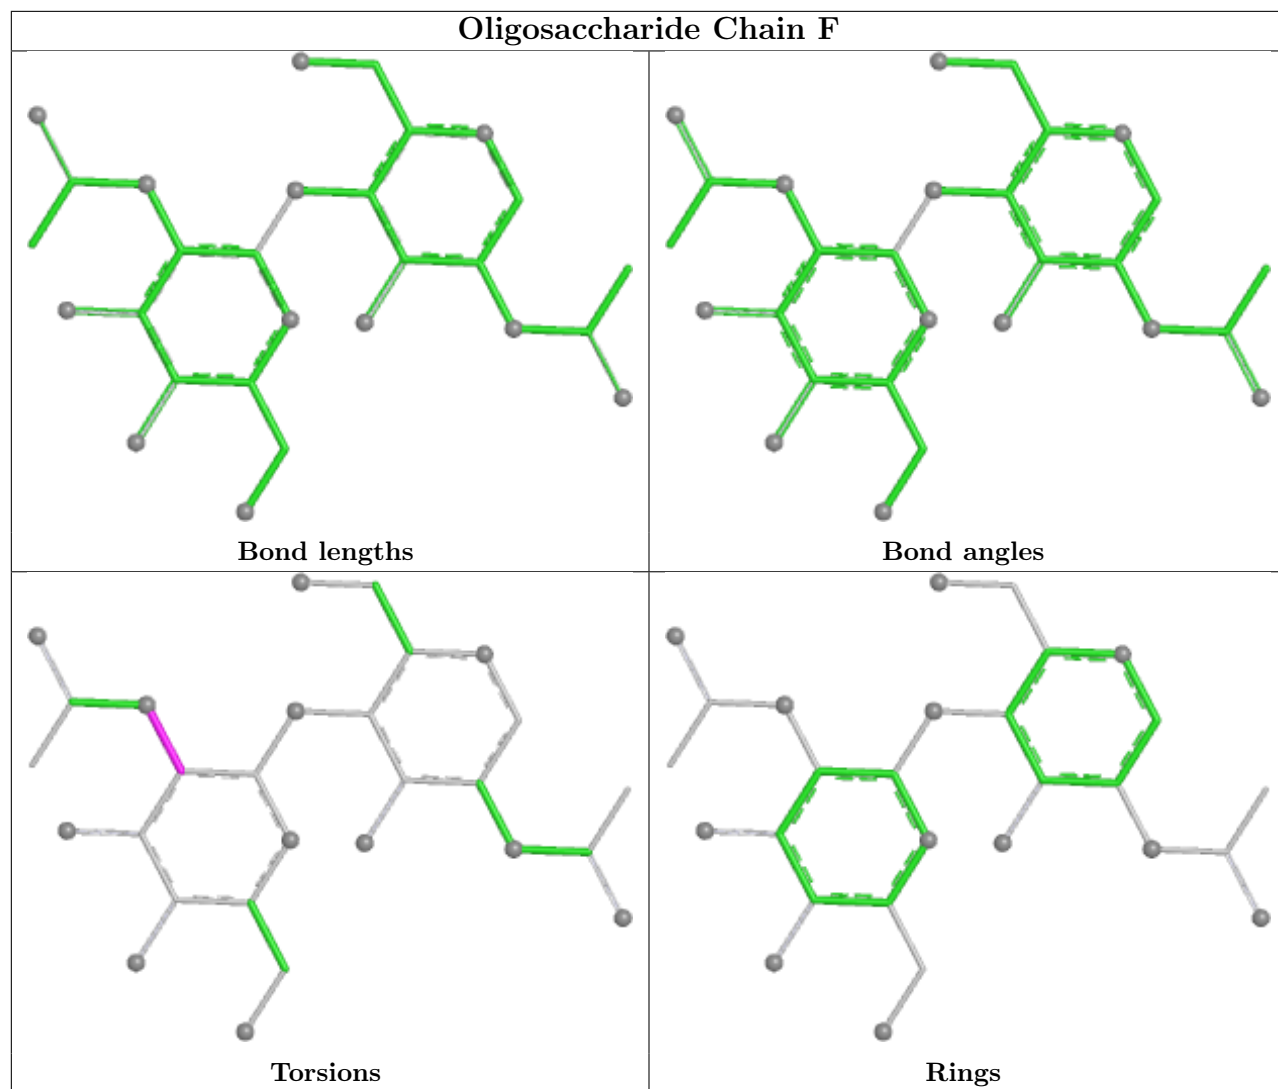 Oligosaccharide Chain F
Bond lengths
Bond angles
Torsions
Rings